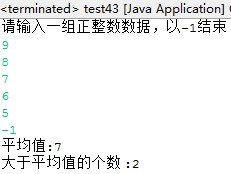 <terminated> test43 [Java Application]
请输入一组正整数数据，以-1结束
9
8
7
6
5
-1
平均值:7
大于平均值的个数:2